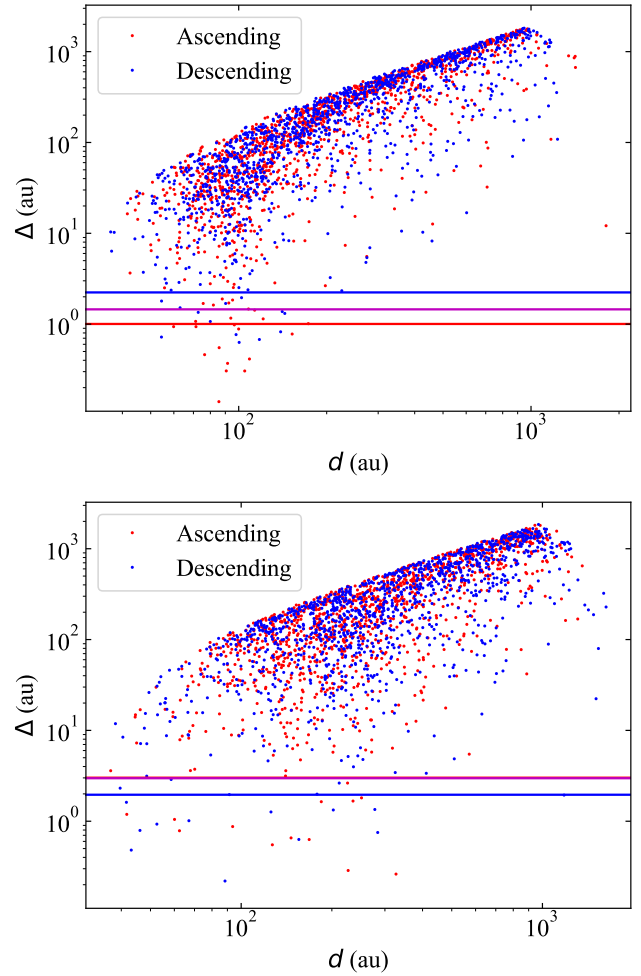 10³
10²
10¹
10⁰
Δ (au)
Ascending
Descending
10²
10³
d (au)
10³
10²
10¹
10⁰
Δ (au)
Ascending
Descending
10²
10³
d (au)